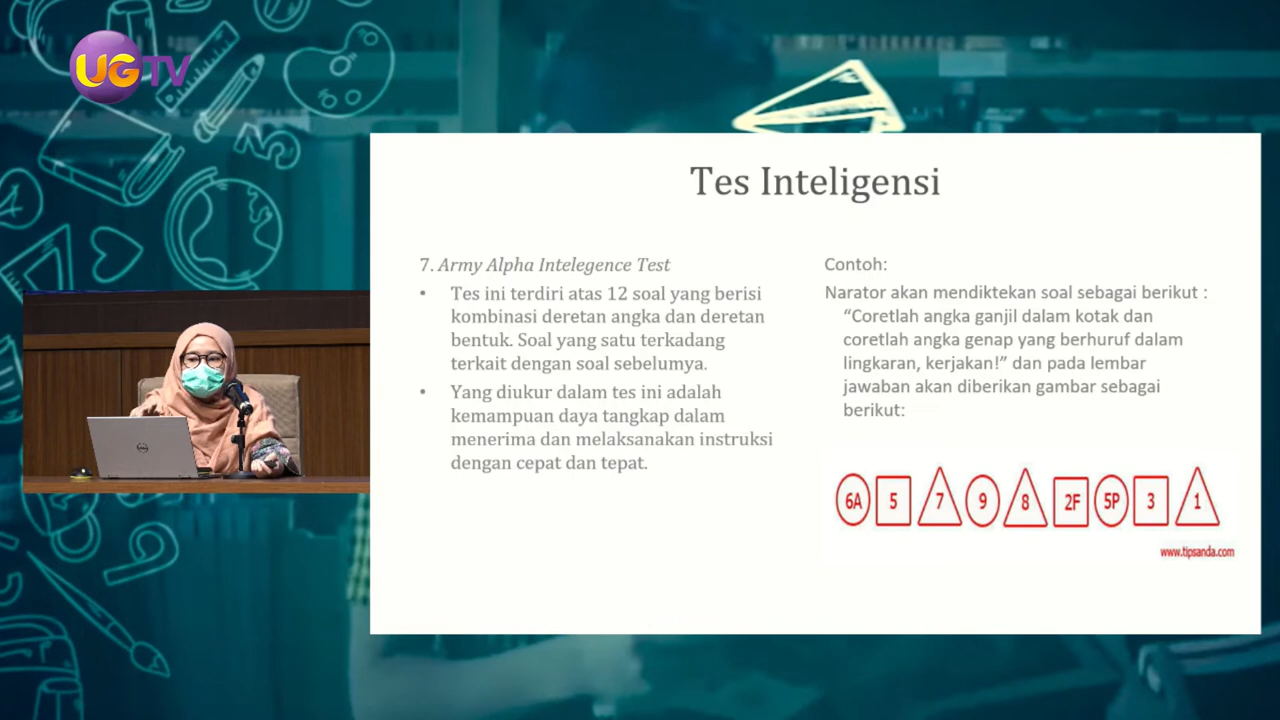 UGTV
Tes Inteligensi
7. Army Alpha Intelegence Test
• Tes ini terdiri atas 12 soal yang berisi
kombinasi deretan angka dan deretan
bentuk. Soal yang satu terkadang
terkait dengan soal sebelumya.
• Yang diukur dalam tes ini adalah
kemampuan daya tangkap dalam
menerima dan melaksanakan instruksi
dengan cepat dan tepat.
Contoh:
Narator akan mendiktekan soal sebagai berikut :
“Coretlah angka ganjil dalam kotak dan
coretlah angka genap yang berhuruf dalam
lingkaran, kerjakan!” dan pada lembar
jawaban akan diberikan gambar sebagai
berikut:
6A 5 7 9 8 2F 5P 3 1
www.tipsanda.com